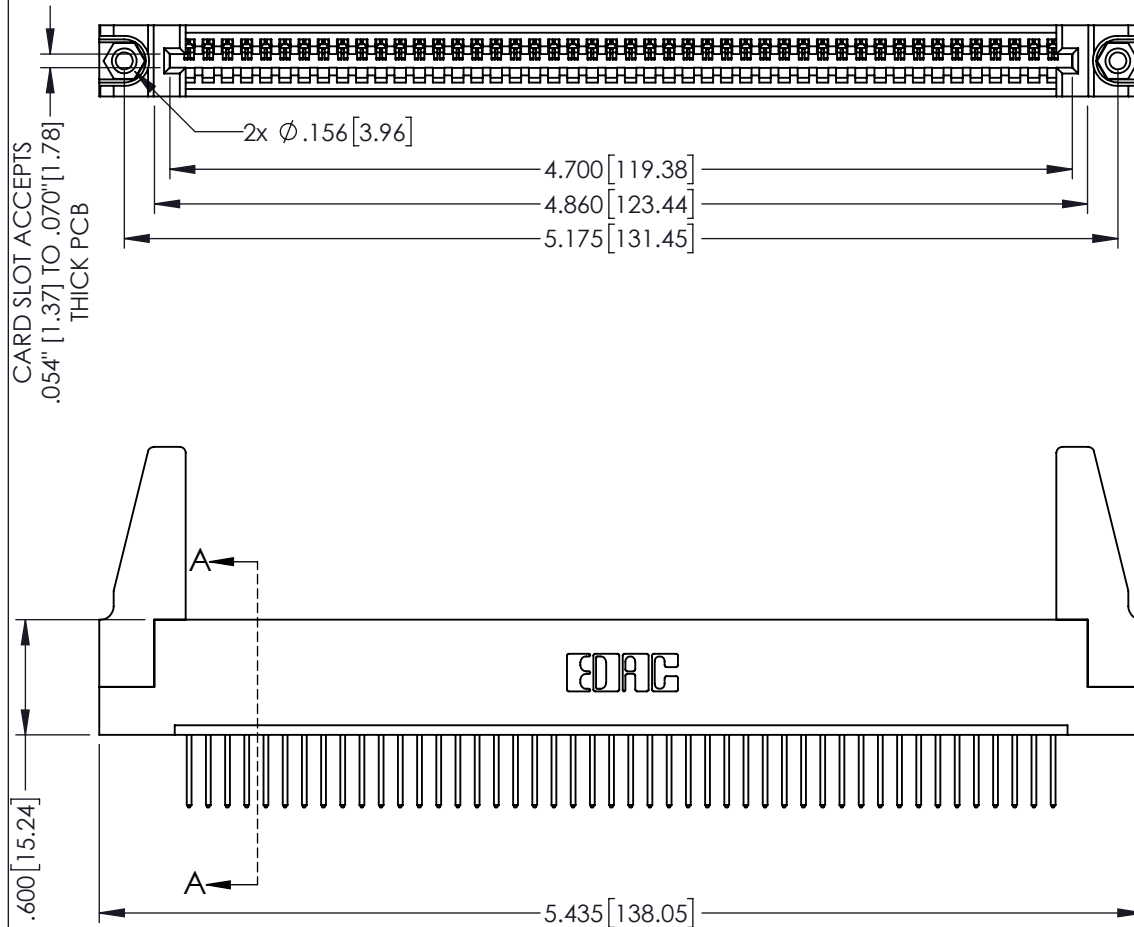 2x Ø .156[3.96]
4.700[119.38]
4.860[123.44]
5.175[131.45]
CARD SLOT ACCEPTS
.054" [1.37] TO .070"[1.78]
THICK PCB
A
EDAC
A
.600[15.24]
5.435[138.05]